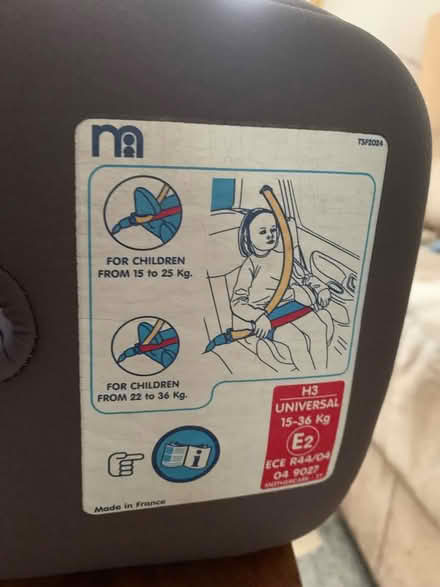 m
TSF2024
FOR CHILDREN
FROM 15 to 25 Kg.
FOR CHILDREN
FROM 22 to 36 Kg.
i
H3
UNIVERSAL
15-36 Kg
E2
ECE R44/04
04 9027
Made in France